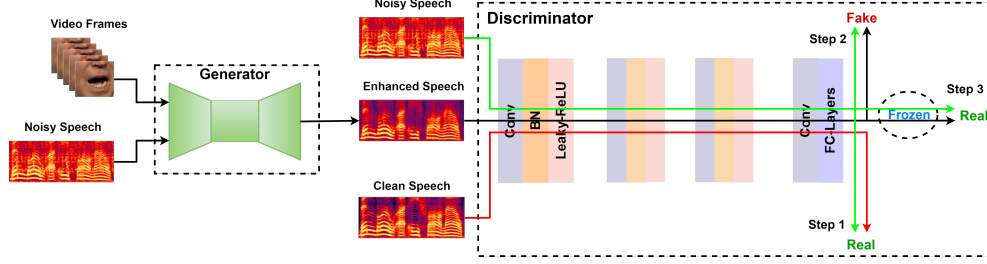 Video Frames
Noisy Speech
Generator
Noisy Speech
Enhanced Speech
Clean Speech
Discriminator
Conv
BN
Leaky-ReLU
Conv
FC-Layers
Fake
Step 2
Step 3
Frozen
Real
Step 1
Real